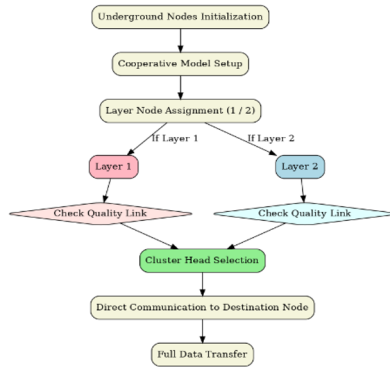 Underground Nodes Initialization
Cooperative Model Setup
Layer Node Assignment (1 / 2)
If Layer 1
If Layer 2
Layer 1
Layer 2
Check Quality Link
Check Quality Link
Cluster Head Selection
Direct Communication to Destination Node
Full Data Transfer